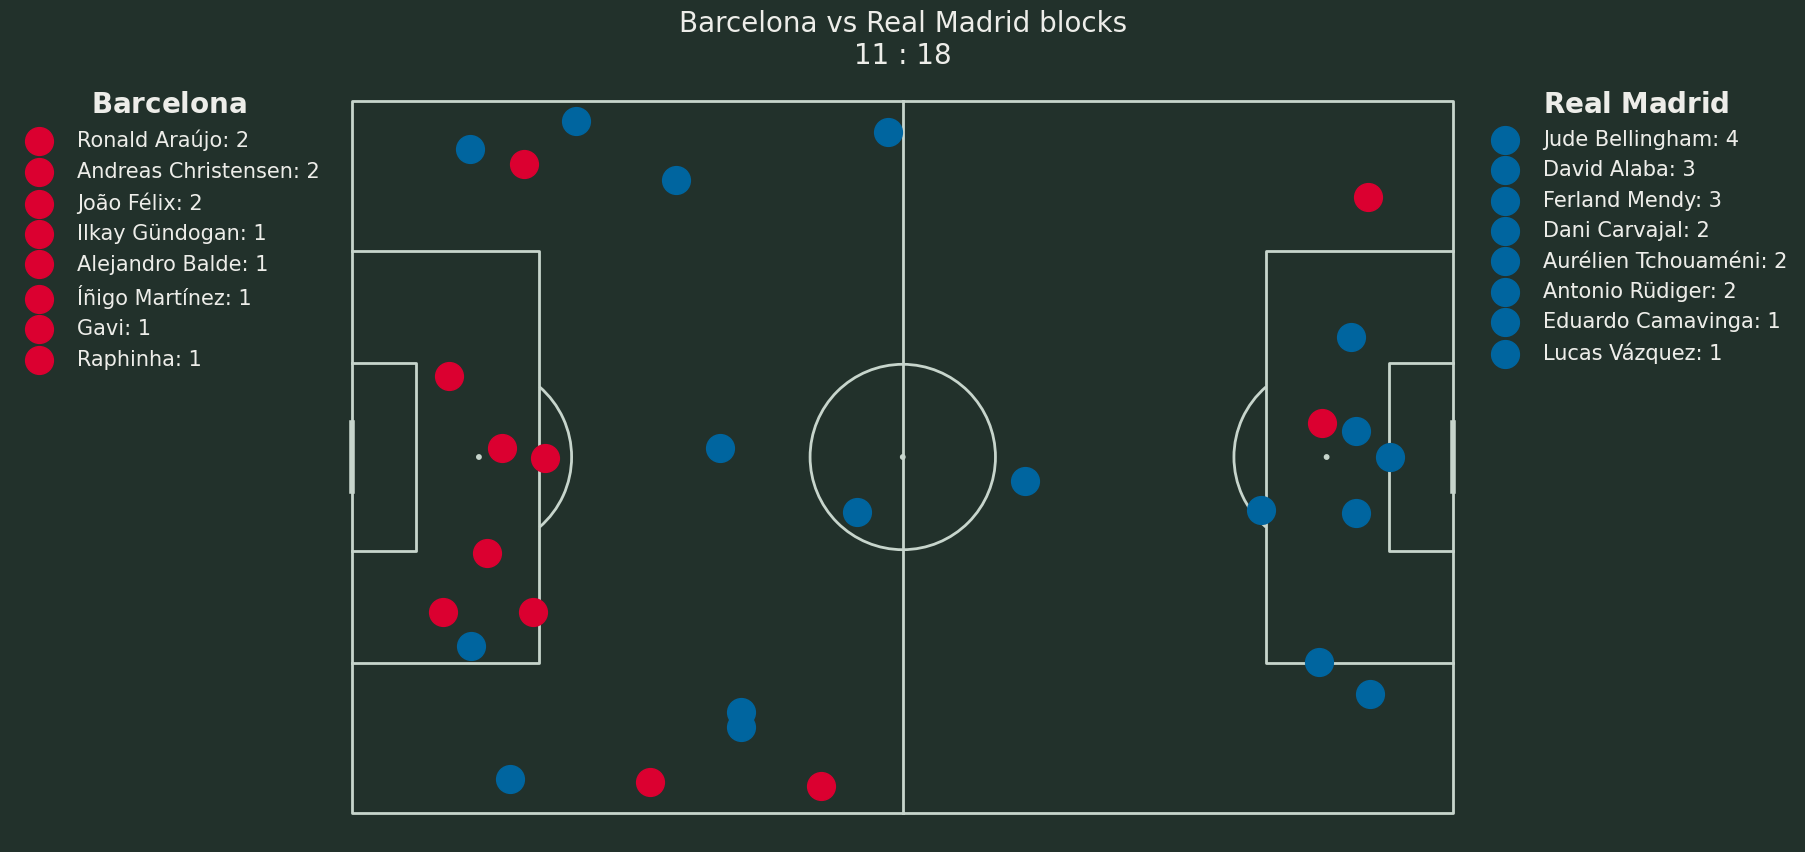 Barcelona vs Real Madrid blocks
11 : 18
Barcelona
Ronald Araújo: 2
Andreas Christensen: 2
João Félix: 2
Ilkay Gündogan: 1
Alejandro Balde: 1
Íñigo Martínez: 1
Gavi: 1
Raphinha: 1
Real Madrid
Jude Bellingham: 4
David Alaba: 3
Ferland Mendy: 3
Dani Carvajal: 2
Aurélien Tchouaméni: 2
Antonio Rüdiger: 2
Eduardo Camavinga: 1
Lucas Vázquez: 1